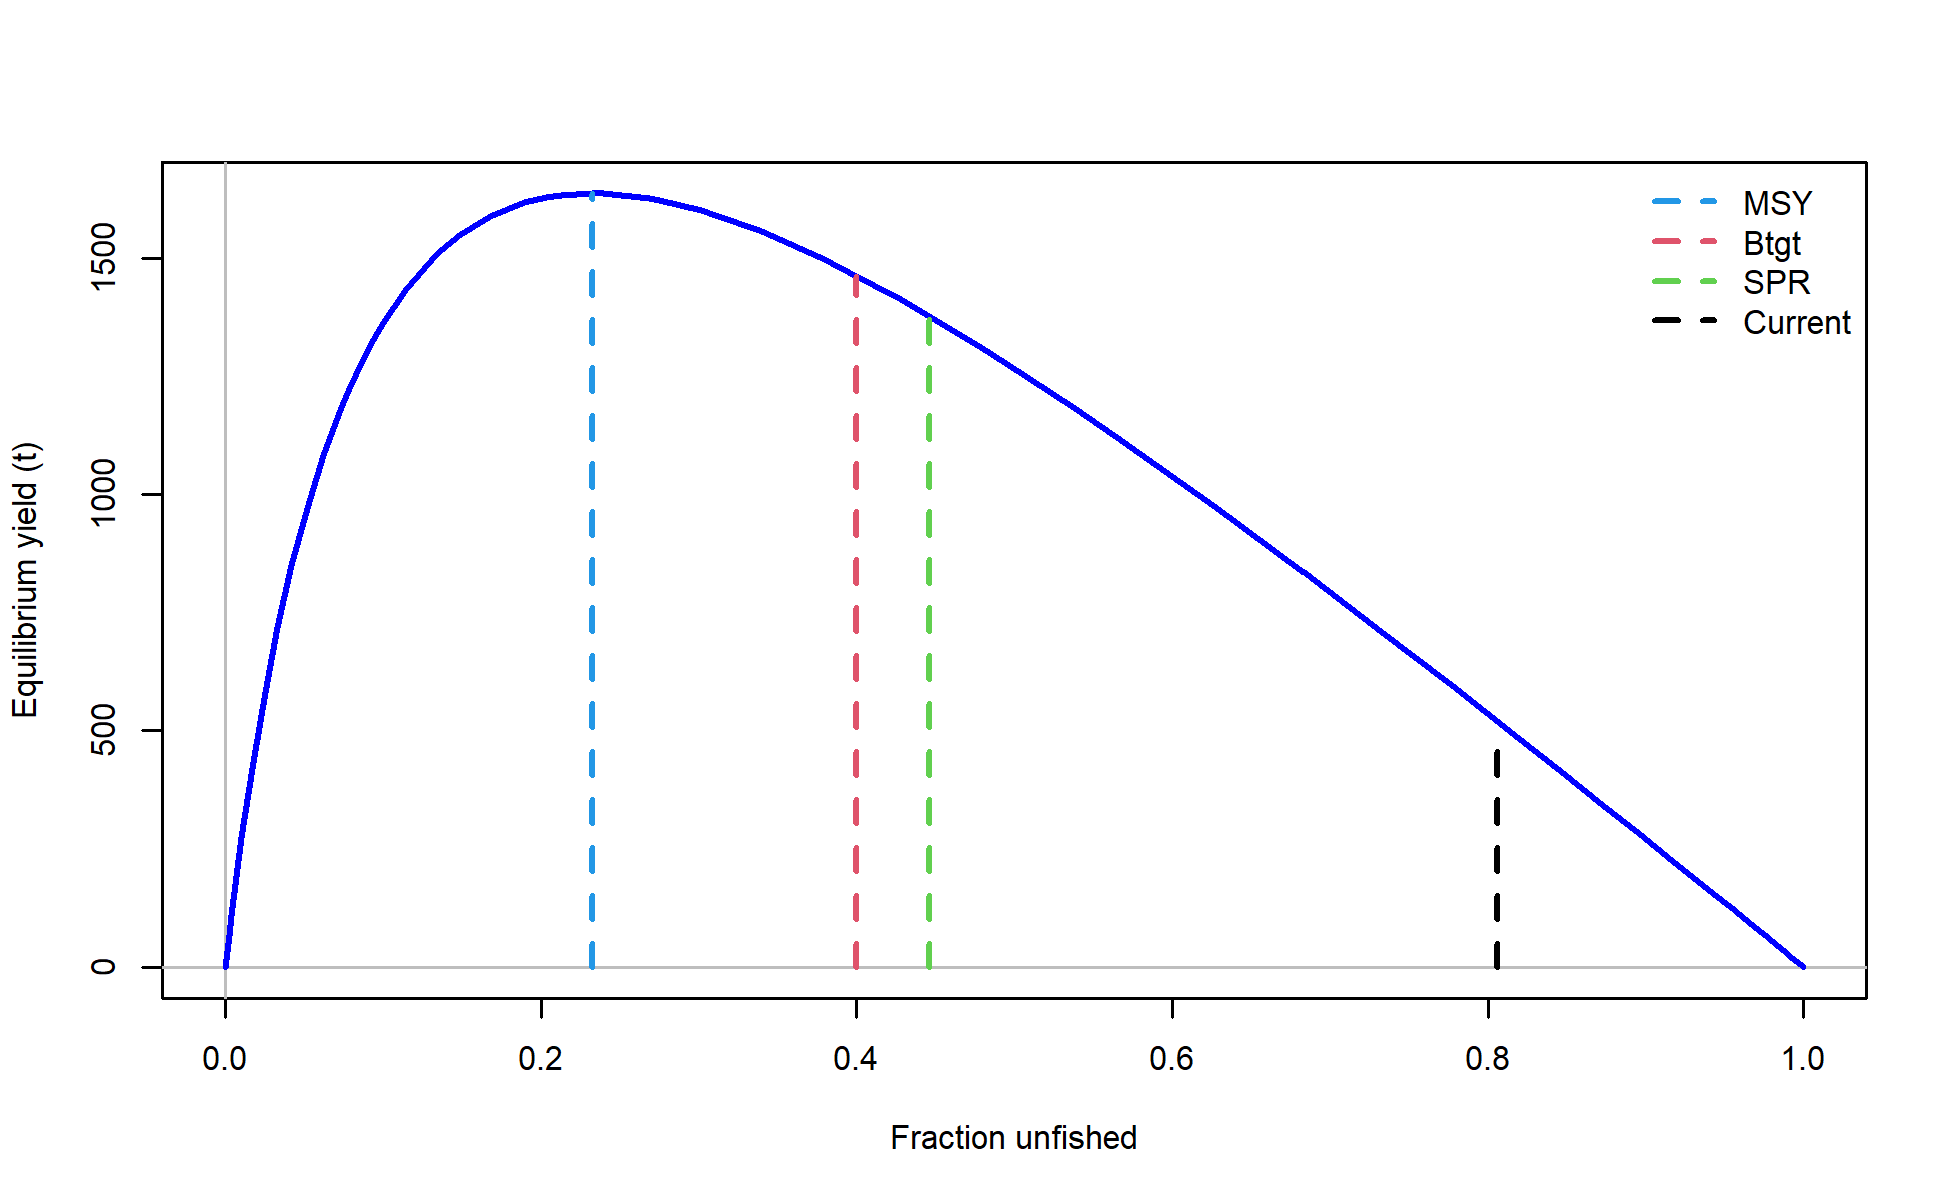 MSY
Btgt
SPR
Current
Equilibrium yield (t)
1500
1000
500
0
0.0 0.2 0.4 0.6 0.8 1.0
Fraction unfished